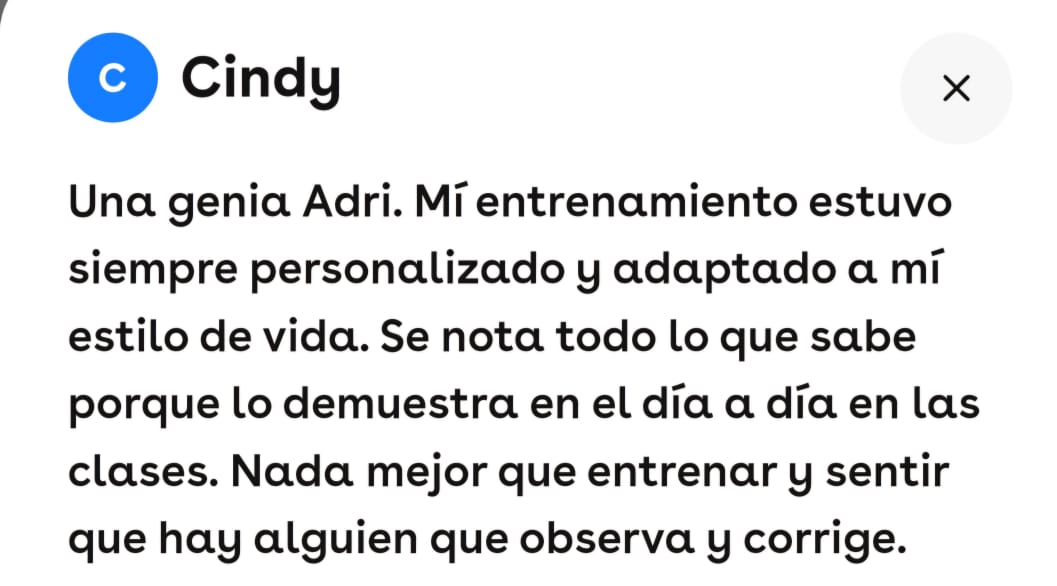 C Cindy
Una genia Adri. Mí entrenamiento estuvo
siempre personalizado y adaptado a mí
estilo de vida. Se nota todo lo que sabe
porque lo demuestra en el día a día en las
clases. Nada mejor que entrenar y sentir
que hay alguien que observa y corrige.